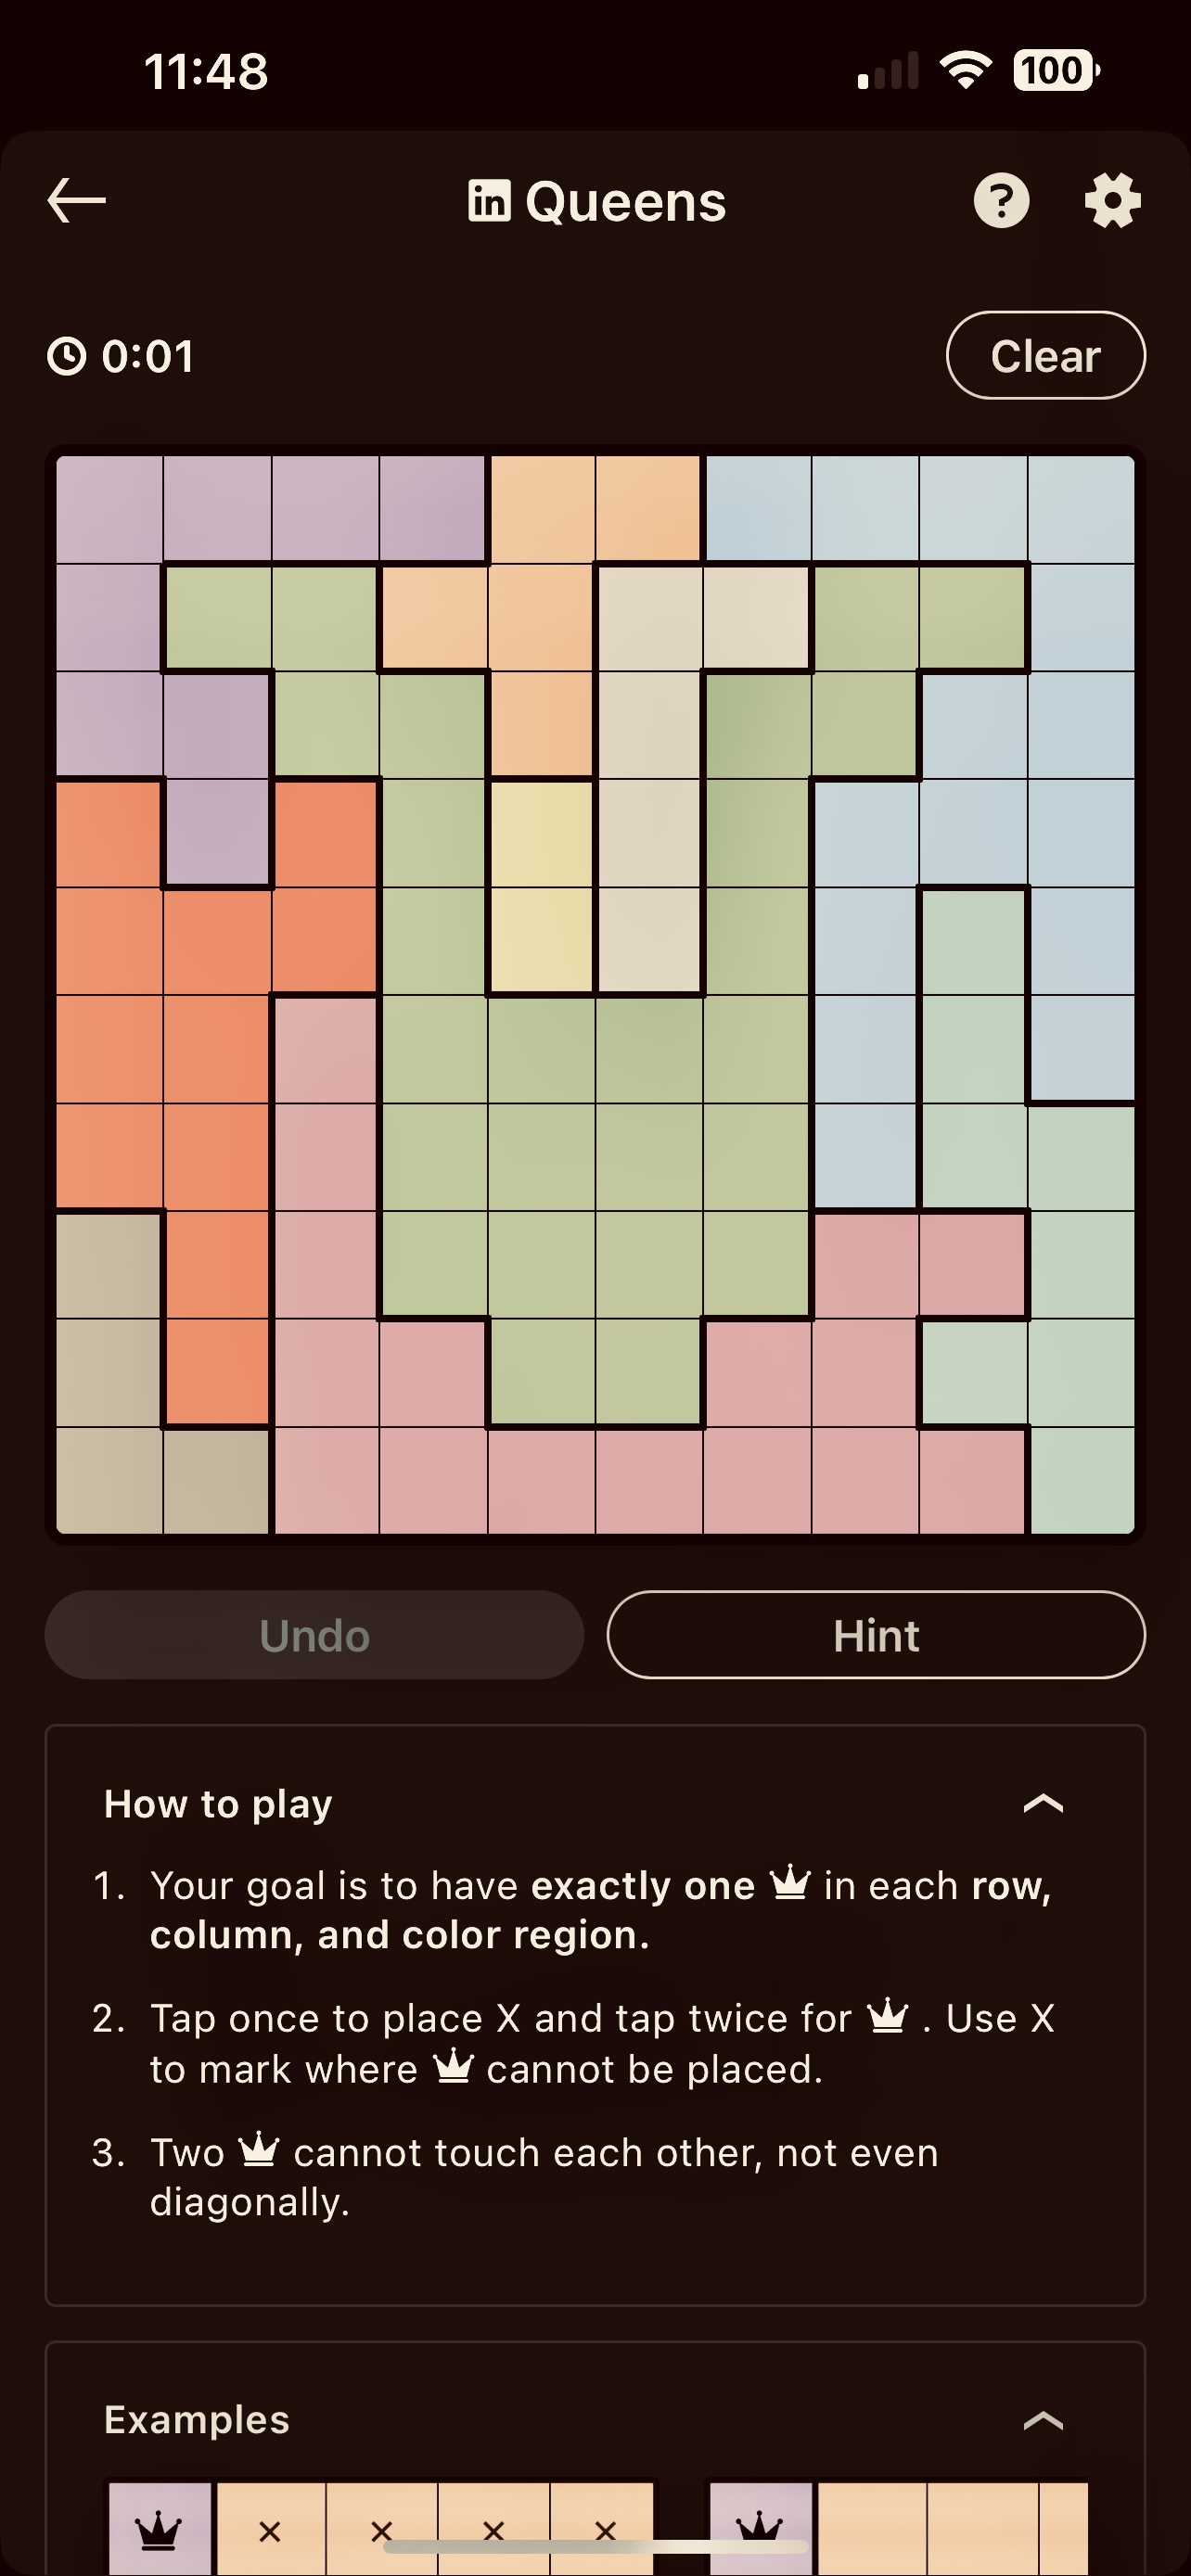 11:48
100
in Queens
?
0:01
Clear
Undo
Hint
How to play
1. Your goal is to have exactly one in each row,
column, and color region.
2. Tap once to place X and tap twice for . Use X
to mark where cannot be placed.
3. Two cannot touch each other, not even
diagonally.
Examples